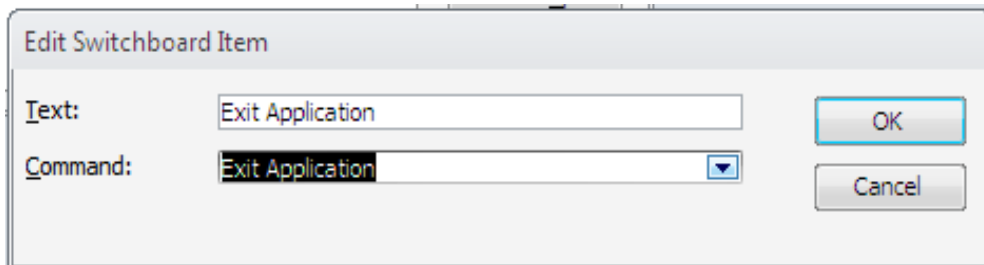 Edit Switchboard Item
Text: Exit Application OK
Command: Exit Application Cancel